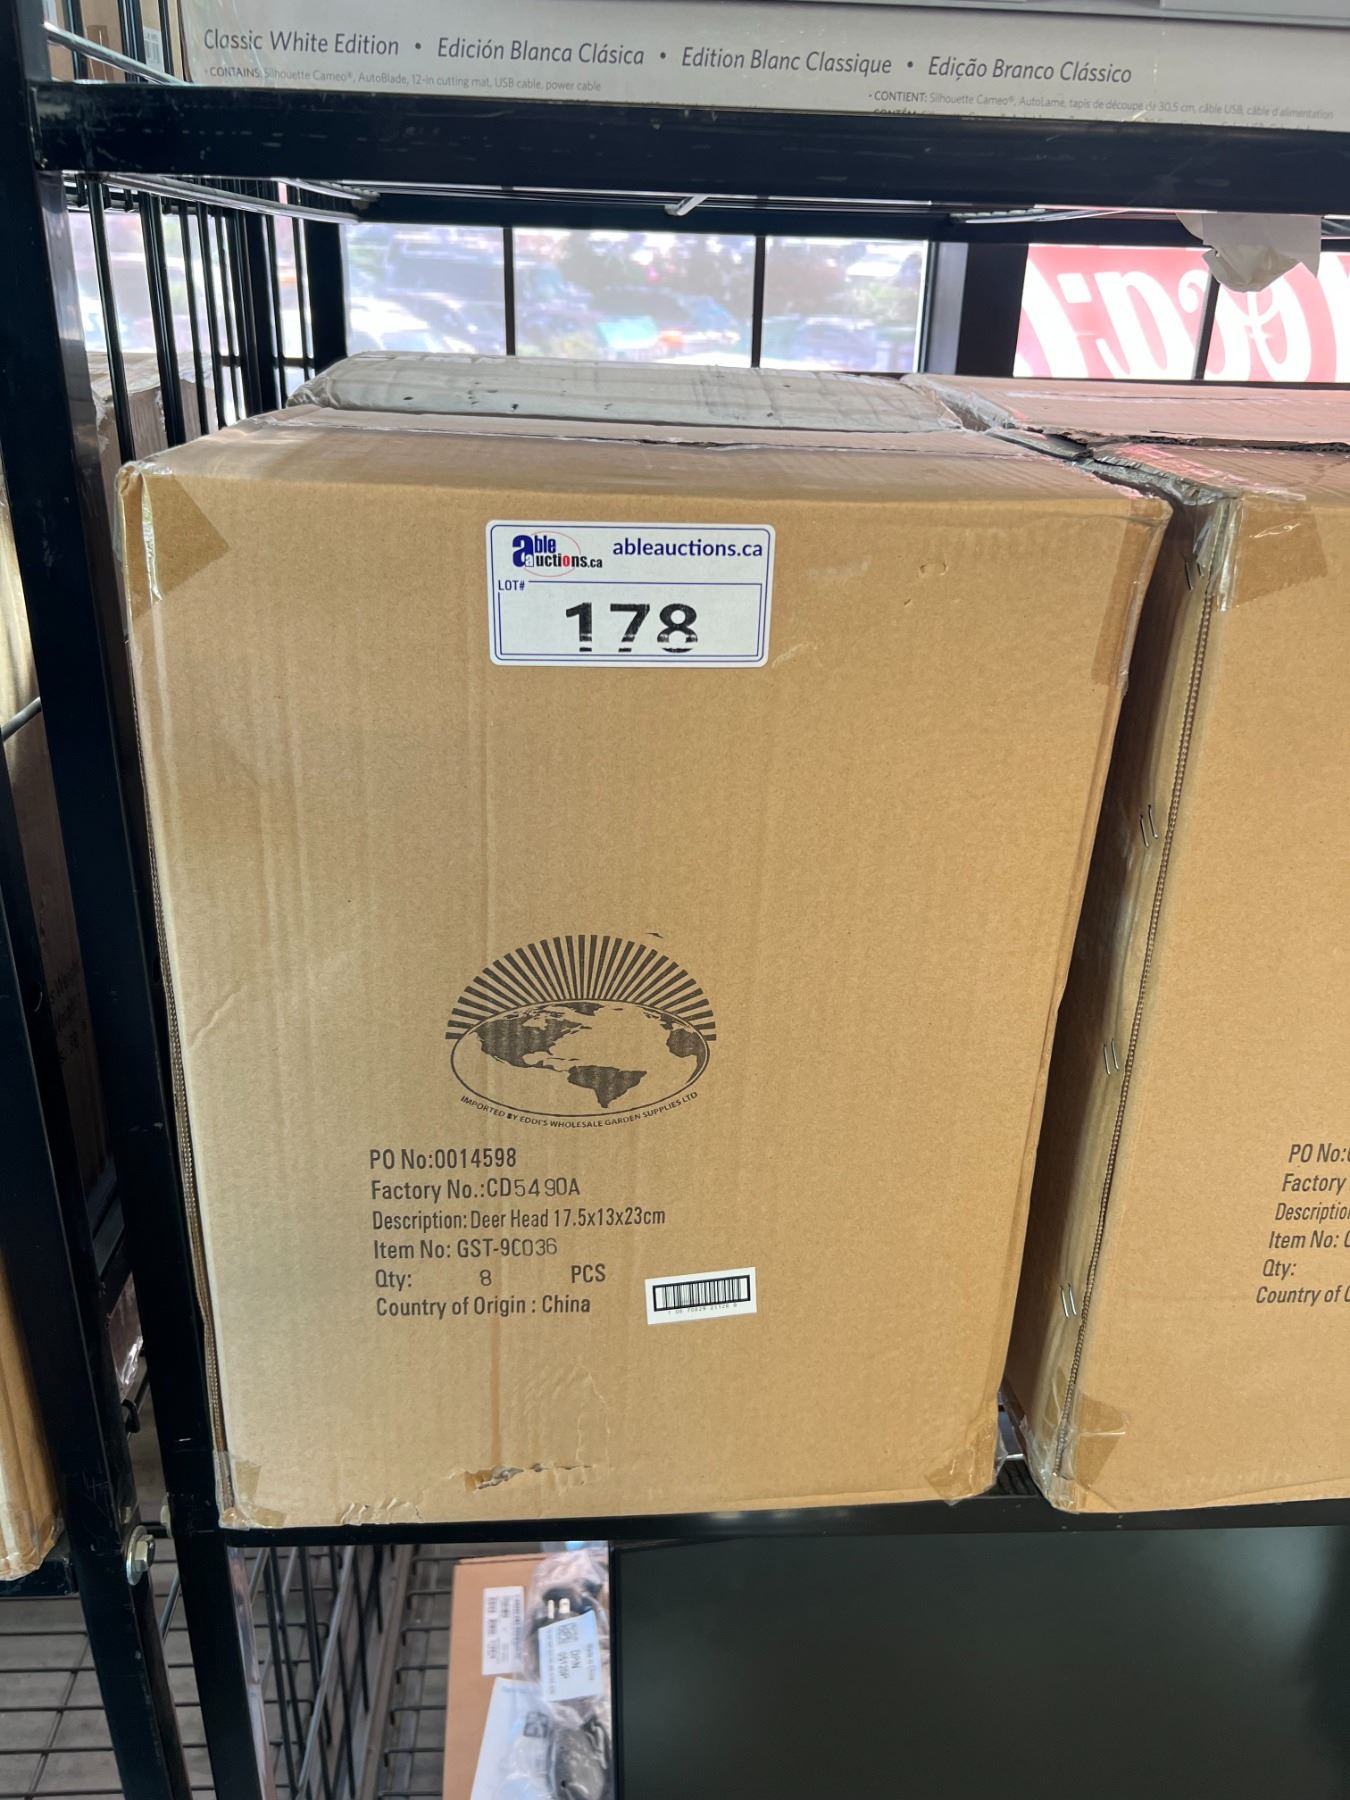 Classic White Edition • Edición Blanca Clásica • Edition Blanc Classique • Edição Branco Clássico
• CONTAINS: Silhouette Cameo®, AutoBlade, 12-in cutting mat, USB cable, power cable
• CONTIENT: Silhouette Cameo®, AutoLame, tapis de découpe de 30.5 cm, câble USB, câble d'alimentation
able auctions.ca
ableauctions.ca
LOT#
178
IMPORTED BY EDDI'S WHOLESALE GARDEN SUPPLIES LTD
PO No:0014598
Factory No.:CD5490A
Description: Deer Head 17.5x13x23cm
Item No: GST-9C036
Qty: 8 PCS
Country of Origin : China
PO No:
Factory
Item No:
Qty:
Country of